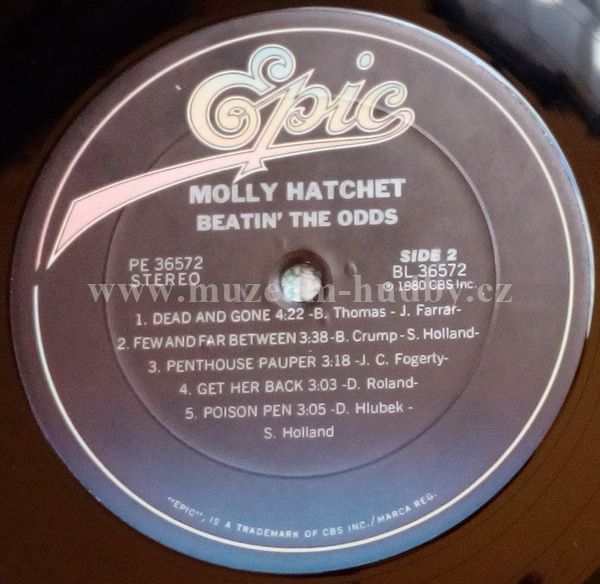 Epic
MOLLY HATCHET
BEATIN' THE ODDS
PE 36572
STEREO
SIDE 2
BL 36572
℗ 1980 CBS Inc.
www.muzeum-hudby.cz
1. DEAD AND GONE 4:22 -B. Thomas - J. Farrar-
2. FEW AND FAR BETWEEN 3:38 -B. Crump - S. Holland-
3. PENTHOUSE PAUPER 3:18 -J. C. Fogerty-
4. GET HER BACK 3:03 -D. Roland-
5. POISON PEN 3:05 -D. Hlubek -
S. Holland
"EPIC", IS A TRADEMARK OF CBS INC./MARCA REG.